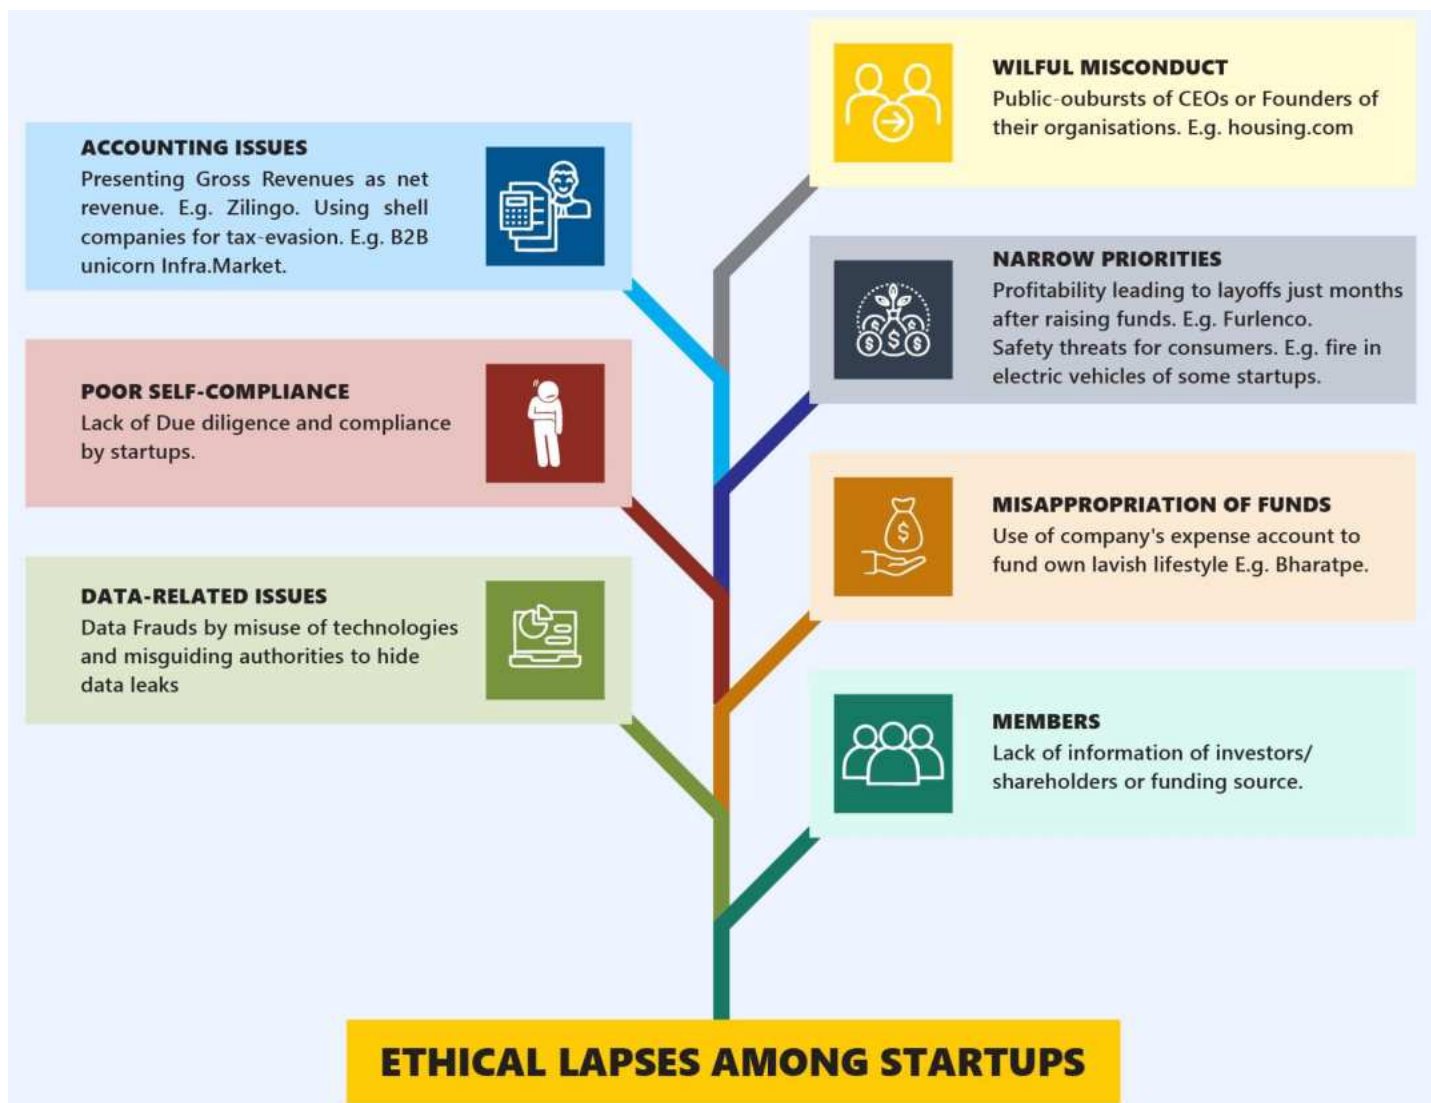 WILFUL MISCONDUCT
Public-oubursts of CEOs or Founders of
their organisations. E.g. housing.com
ACCOUNTING ISSUES
Presenting Gross Revenues as net
revenue. E.g. Zilingo. Using shell
companies for tax-evasion. E.g. B2B
unicorn Infra.Market.
NARROW PRIORITIES
Profitability leading to layoffs just months
after raising funds. E.g. Furlenco.
Safety threats for consumers. E.g. fire in
electric vehicles of some startups.
POOR SELF-COMPLIANCE
Lack of Due diligence and compliance
by startups.
MISAPPROPRIATION OF FUNDS
Use of company's expense account to
fund own lavish lifestyle E.g. Bharatpe.
DATA-RELATED ISSUES
Data Frauds by misuse of technologies
and misguiding authorities to hide
data leaks
MEMBERS
Lack of information of investors/
shareholders or funding source.
ETHICAL LAPSES AMONG STARTUPS